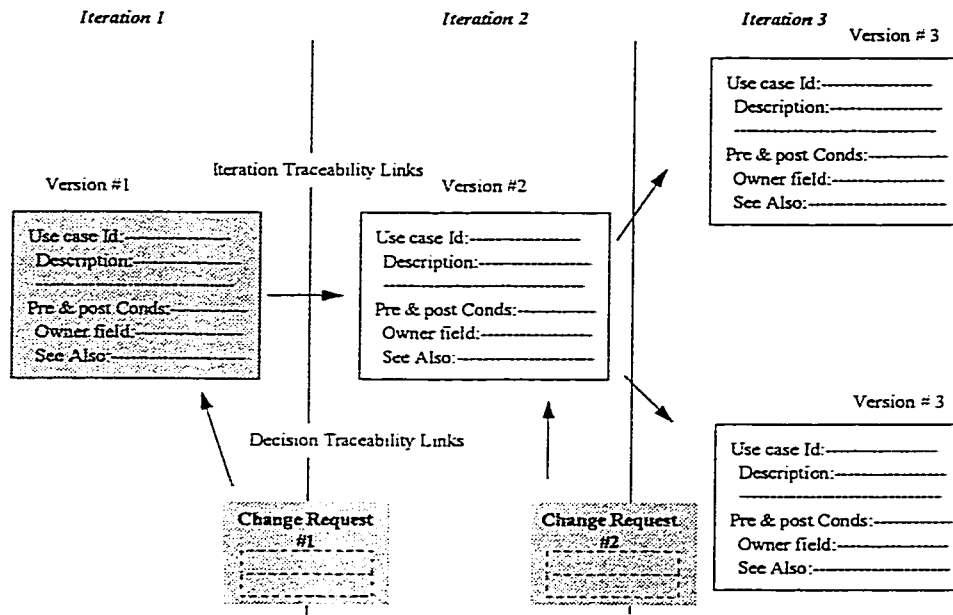 Iteration 1
Iteration 2
Iteration 3
Version # 3
Use case Id:
Description:
Pre & post Conds:
Owner field:
See Also:
Iteration Traceability Links
Version #1
Use case Id:
Description:
Pre & post Conds:
Owner field:
See Also:
Version #2
Use case Id:
Description:
Pre & post Conds:
Owner field:
See Also:
Decision Traceability Links
Version # 3
Use case Id:
Description:
Pre & post Conds:
Owner field:
See Also:
Change Request
#1
Change Request
#2